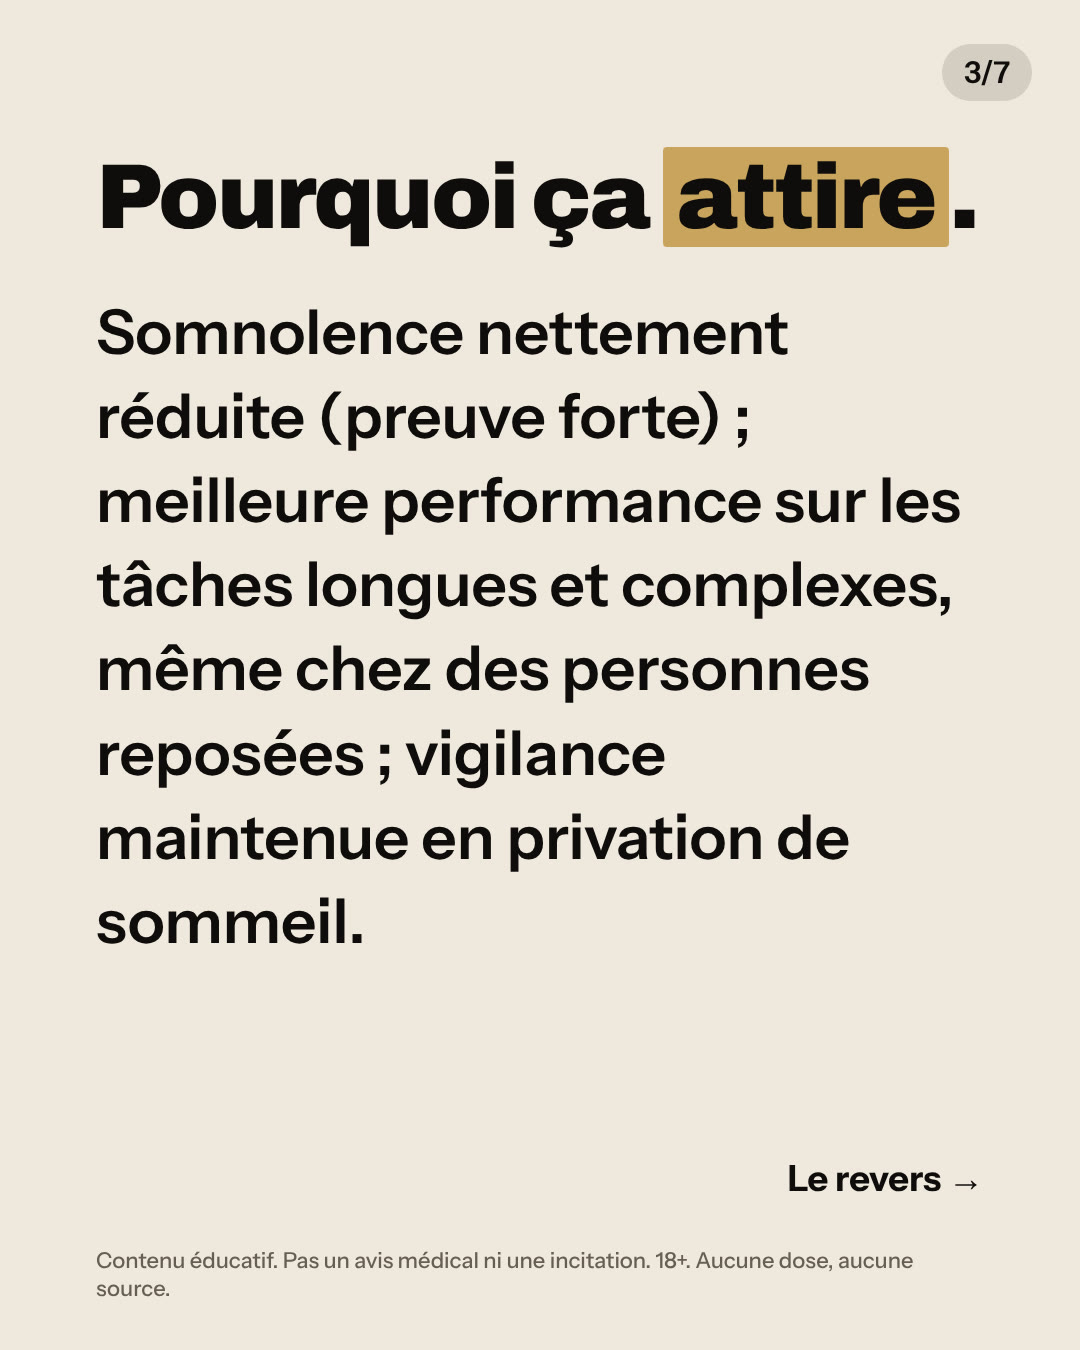 3/7
Pourquoi ça attire.
Somnolence nettement
réduite (preuve forte) ;
meilleure performance sur les
tâches longues et complexes,
même chez des personnes
reposées ; vigilance
maintenue en privation de
sommeil.
Le revers →
Contenu éducatif. Pas un avis médical ni une incitation. 18+. Aucune dose, aucune
source.